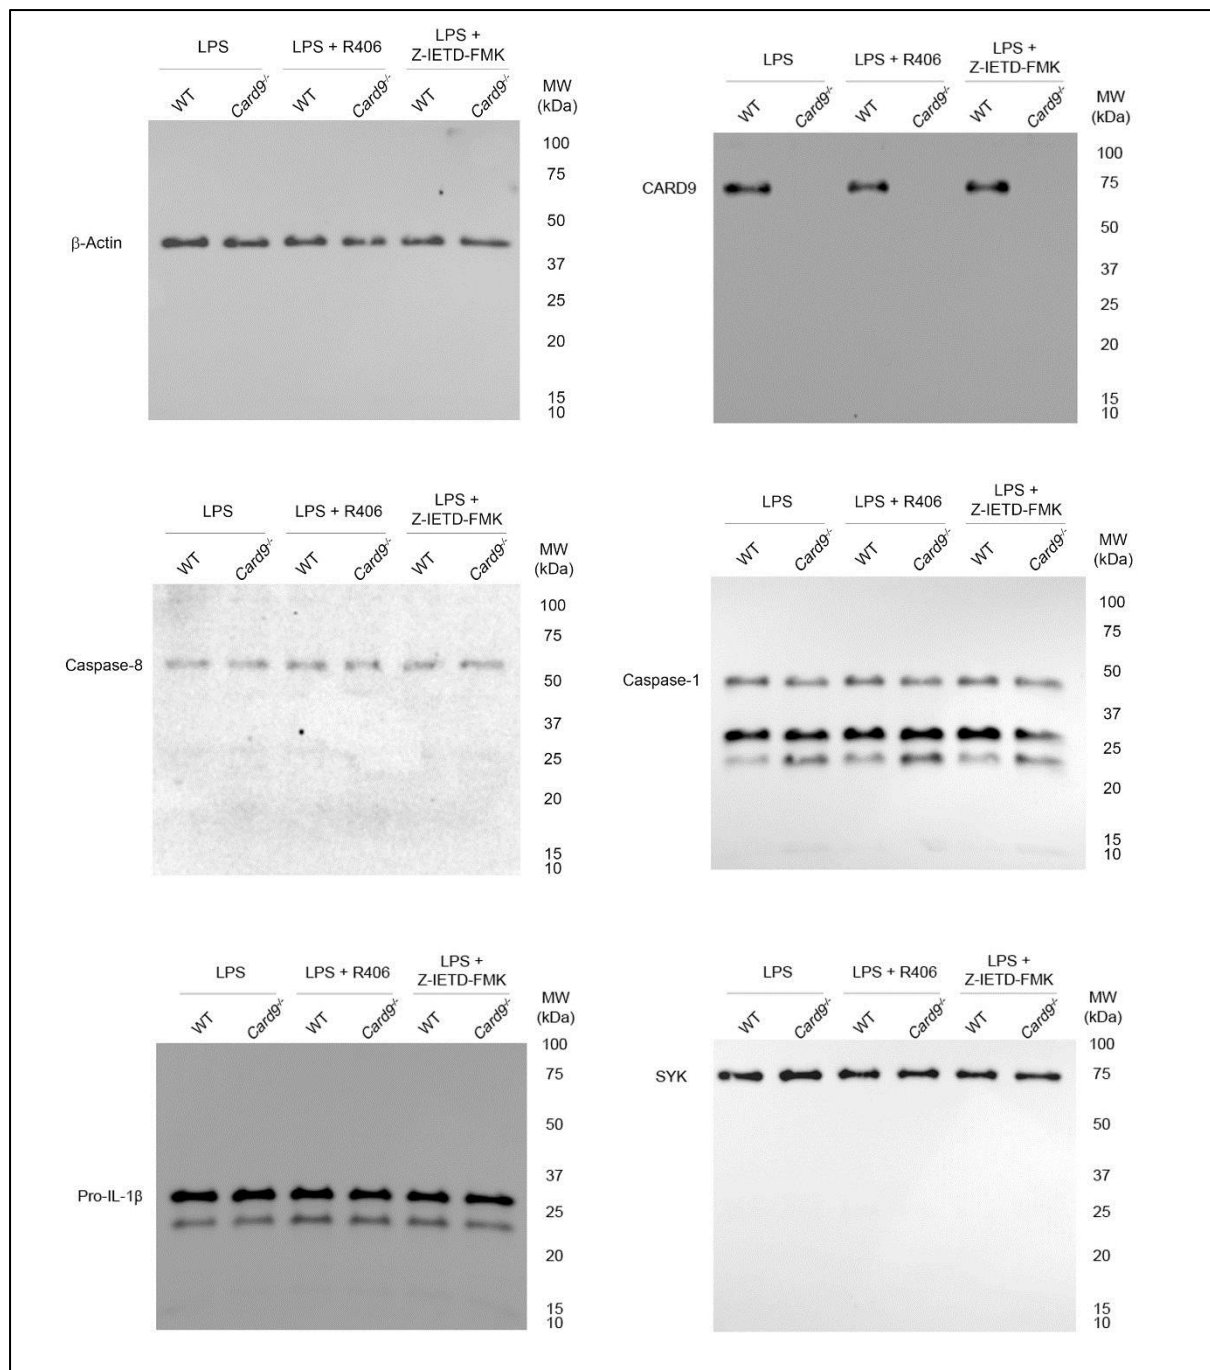 LPS
LPS + R406
LPS +
Z-IETD-FMK
WT
Card9-/-
WT
Card9-/-
WT
Card9-/-
MW
(kDa)
β-Actin
100
75
50
37
25
20
15
10
LPS
LPS + R406
LPS +
Z-IETD-FMK
WT
Card9-/-
WT
Card9-/-
WT
Card9-/-
MW
(kDa)
CARD9
100
75
50
37
25
20
15
10
LPS
LPS + R406
LPS +
Z-IETD-FMK
WT
Card9-/-
WT
Card9-/-
WT
Card9-/-
MW
(kDa)
Caspase-8
100
75
50
37
25
20
15
10
LPS
LPS + R406
LPS +
Z-IETD-FMK
WT
Card9-/-
WT
Card9-/-
WT
Card9-/-
MW
(kDa)
Caspase-1
100
75
50
37
25
20
15
10
LPS
LPS + R406
LPS +
Z-IETD-FMK
WT
Card9-/-
WT
Card9-/-
WT
Card9-/-
MW
(kDa)
Pro-IL-1β
100
75
50
37
25
20
15
10
LPS
LPS + R406
LPS +
Z-IETD-FMK
WT
Card9-/-
WT
Card9-/-
WT
Card9-/-
MW
(kDa)
SYK
100
75
50
37
25
20
15
10